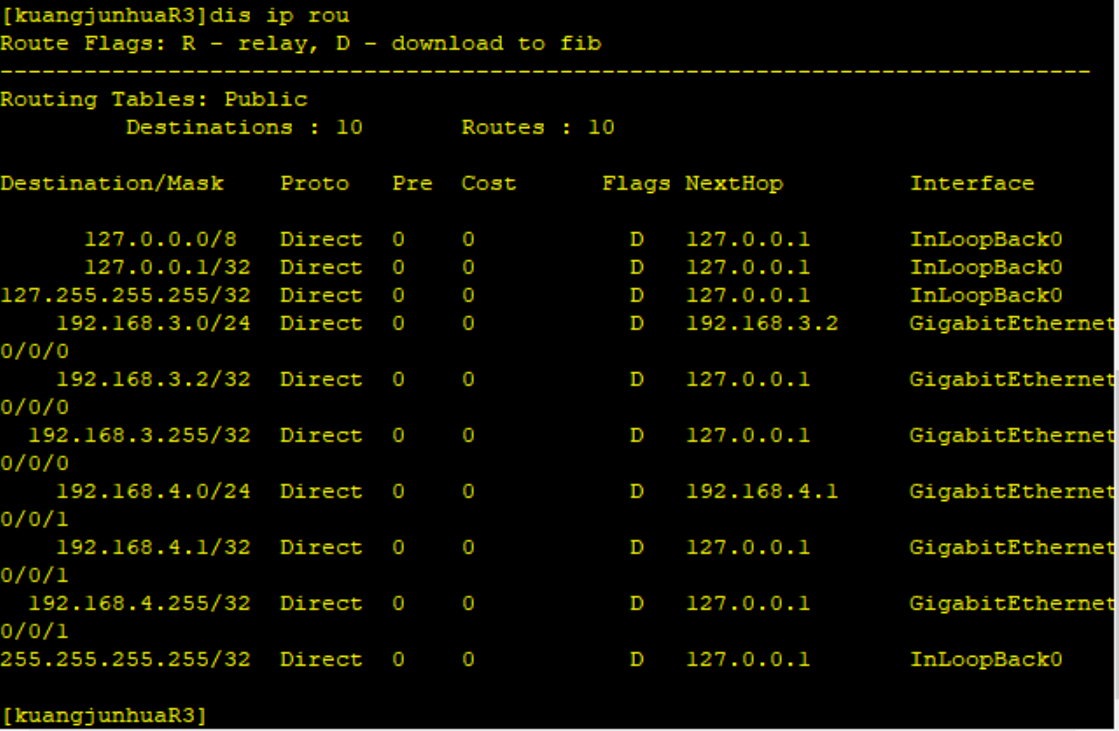 [kuangjunhuaR3]dis ip rou
Route Flags: R - relay, D - download to fib
------------------------------------------------------------------------------
Routing Tables: Public
         Destinations : 10       Routes : 10

Destination/Mask    Proto   Pre  Cost      Flags NextHop         Interface

      127.0.0.0/8   Direct  0    0           D   127.0.0.1       InLoopBack0
      127.0.0.1/32  Direct  0    0           D   127.0.0.1       InLoopBack0
127.255.255.255/32  Direct  0    0           D   127.0.0.1       InLoopBack0
    192.168.3.0/24  Direct  0    0           D   192.168.3.2     GigabitEthernet
0/0/0
    192.168.3.2/32  Direct  0    0           D   127.0.0.1       GigabitEthernet
0/0/0
  192.168.3.255/32  Direct  0    0           D   127.0.0.1       GigabitEthernet
0/0/0
    192.168.4.0/24  Direct  0    0           D   192.168.4.1     GigabitEthernet
0/0/1
    192.168.4.1/32  Direct  0    0           D   127.0.0.1       GigabitEthernet
0/0/1
  192.168.4.255/32  Direct  0    0           D   127.0.0.1       GigabitEthernet
0/0/1
255.255.255.255/32  Direct  0    0           D   127.0.0.1       InLoopBack0

[kuangjunhuaR3]